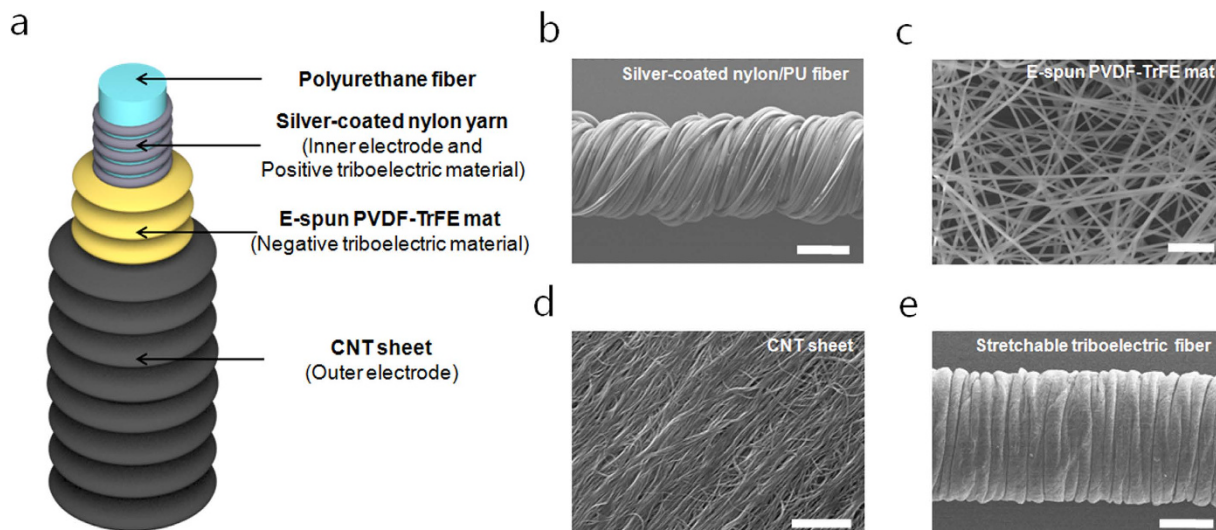 a
Polyurethane fiber
Silver-coated nylon yarn
(Inner electrode and
Positive triboelectric material)
E-spun PVDF-TrFE mat
(Negative triboelectric material)
CNT sheet
(Outer electrode)
b
Silver-coated nylon/PU fiber
c
E-spun PVDF-TrFE mat
d
CNT sheet
e
Stretchable triboelectric fiber